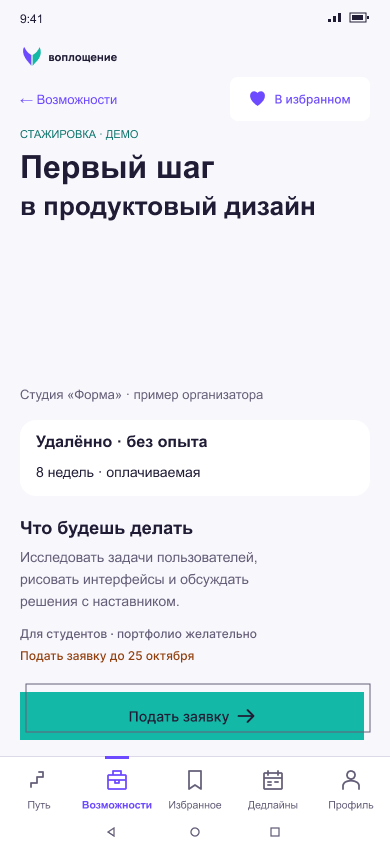 9:41
воплощение
← Возможности
В избранном
СТАЖИРОВКА · ДЕМО
Первый шаг
в продуктовый дизайн
Студия «Форма» · пример организатора
Удалённо · без опыта
8 недель · оплачиваемая
Что будешь делать
Исследовать задачи пользователей,
рисовать интерфейсы и обсуждать
решения с наставником.
Для студентов · портфолио желательно
Подать заявку до 25 октября
Подать заявку →
Путь
Возможности
Избранное
Дедлайны
Профиль